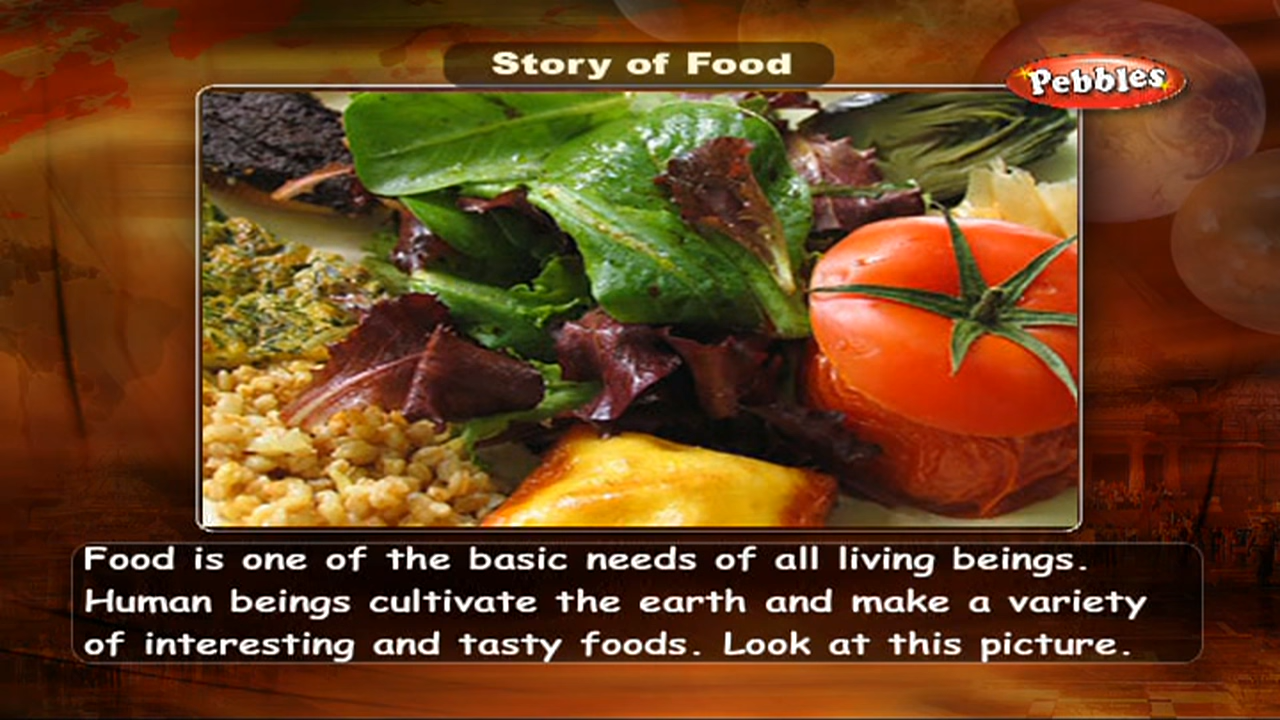 Story of Food
Pebbles
Food is one of the basic needs of all living beings.
Human beings cultivate the earth and make a variety
of interesting and tasty foods. Look at this picture.